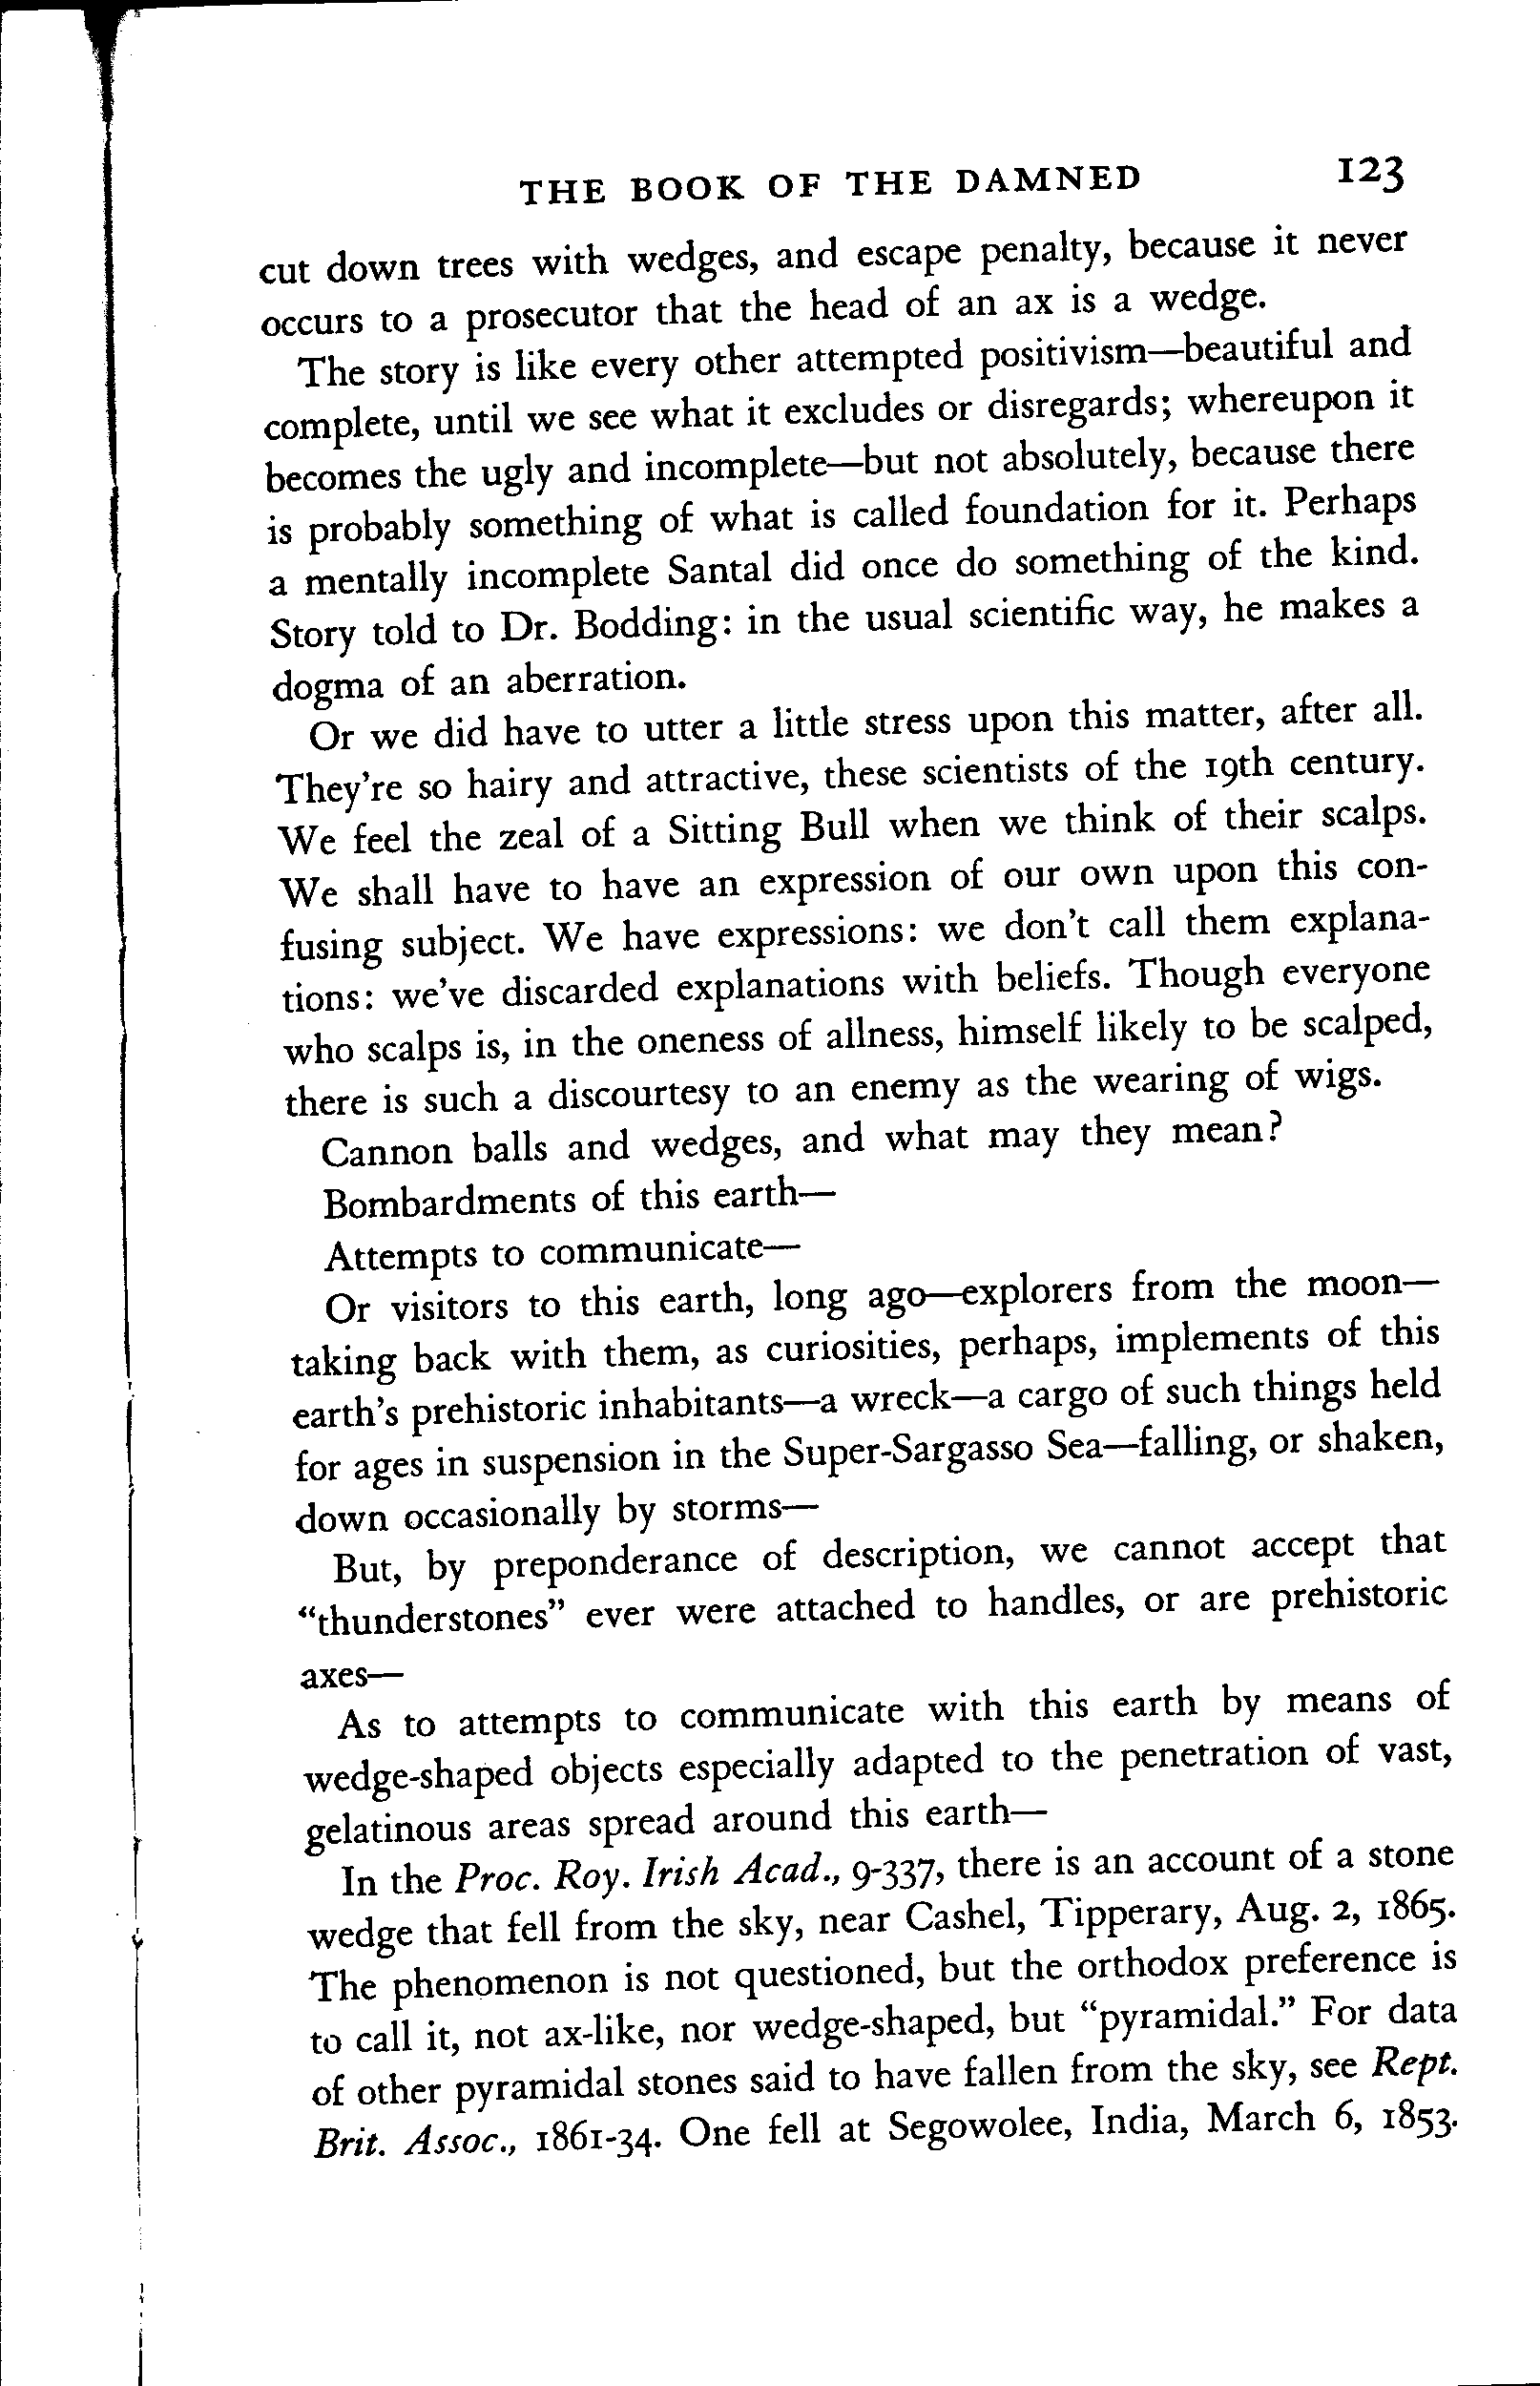 THE BOOK OF THE DAMNED 123
cut down trees with wedges, and escape penalty, because it never
occurs to a prosecutor that the head of an ax is a wedge.
The story is like every other attempted positivism—beautiful and
complete, until we see what it excludes or disregards; whereupon it
becomes the ugly and incomplete—but not absolutely, because there
is probably something of what is called foundation for it. Perhaps
a mentally incomplete Santal did once do something of the kind.
Story told to Dr. Bodding: in the usual scientific way, he makes a
dogma of an aberration.
Or we did have to utter a little stress upon this matter, after all.
They're so hairy and attractive, these scientists of the 19th century.
We feel the zeal of a Sitting Bull when we think of their scalps.
We shall have to have an expression of our own upon this con-
fusing subject. We have expressions: we don't call them explana-
tions: we've discarded explanations with beliefs. Though everyone
who scalps is, in the oneness of allness, himself likely to be scalped,
there is such a discourtesy to an enemy as the wearing of wigs.
Cannon balls and wedges, and what may they mean?
Bombardments of this earth—
Attempts to communicate—
Or visitors to this earth, long ago—explorers from the moon—
taking back with them, as curiosities, perhaps, implements of this
earth's prehistoric inhabitants—a wreck—a cargo of such things held
for ages in suspension in the Super-Sargasso Sea—falling, or shaken,
down occasionally by storms—
But, by preponderance of description, we cannot accept that
“thunderstones” ever were attached to handles, or are prehistoric
axes—
As to attempts to communicate with this earth by means of
wedge-shaped objects especially adapted to the penetration of vast,
gelatinous areas spread around this earth—
In the Proc. Roy. Irish Acad., 9-337, there is an account of a stone
wedge that fell from the sky, near Cashel, Tipperary, Aug. 2, 1865.
The phenomenon is not questioned, but the orthodox preference is
to call it, not ax-like, nor wedge-shaped, but “pyramidal.” For data
of other pyramidal stones said to have fallen from the sky, see Rept.
Brit. Assoc., 1861-34. One fell at Segowolee, India, March 6, 1853.